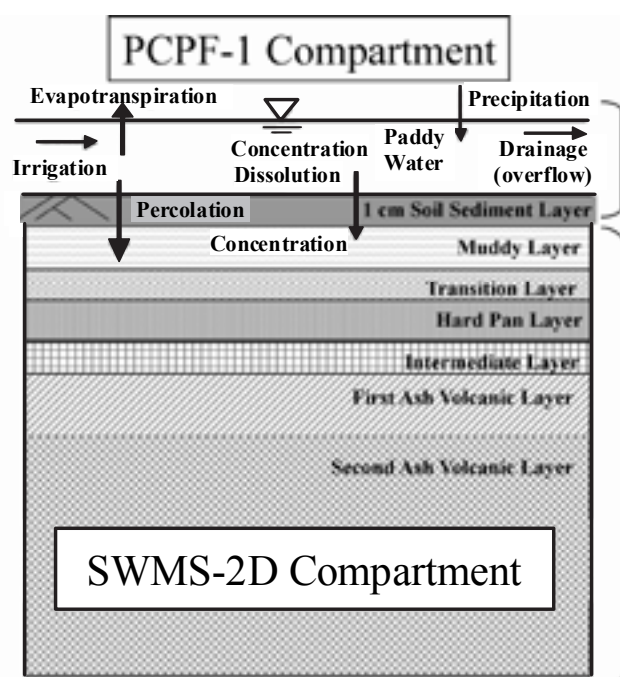 PCPF-1 Compartment
Evapotranspiration
Precipitation
Irrigation
Concentration
Dissolution
Paddy
Water
Drainage
(overflow)
Percolation
1 cm Soil Sediment Layer
Concentration
Muddy Layer
Transition Layer
Hard Pan Layer
Intermediate Layer
First Ash Volcanic Layer
Second Ash Volcanic Layer
SWMS-2D Compartment